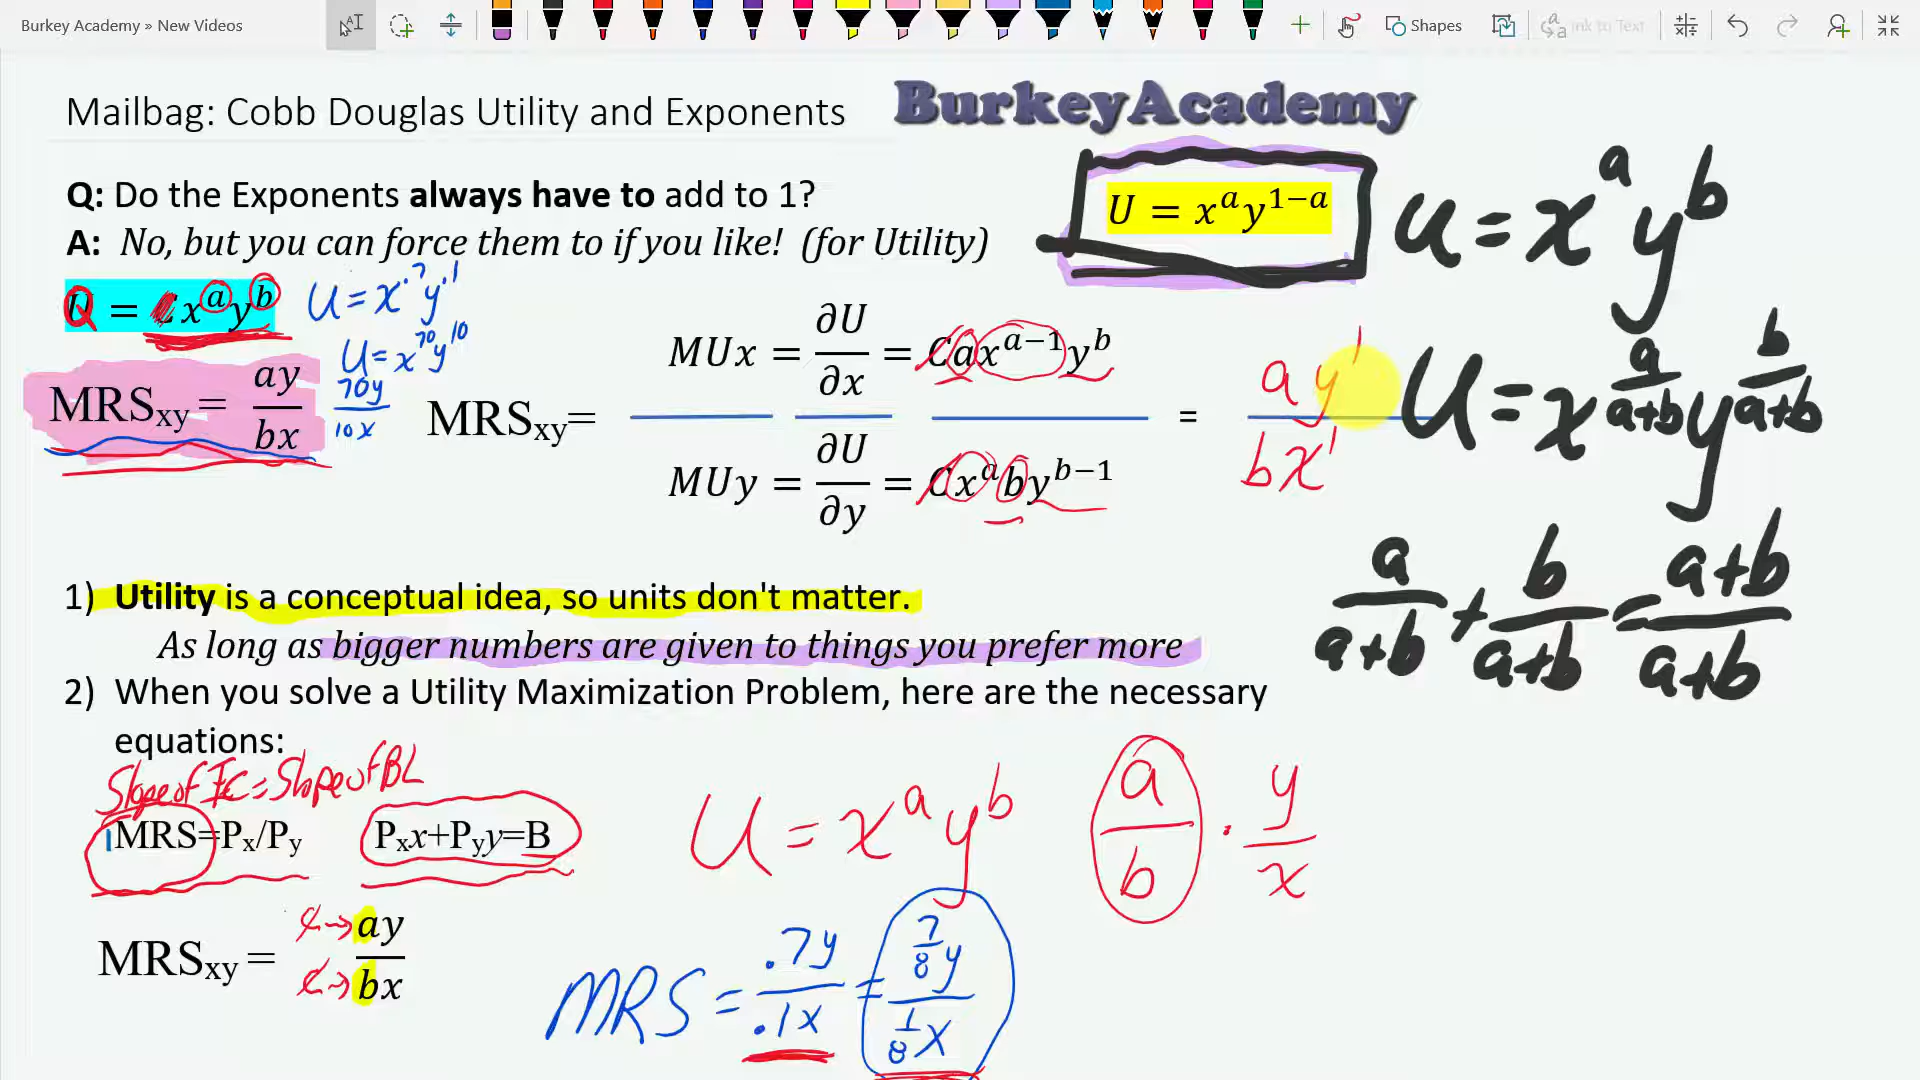 Burkey Academy » New Videos
Shapes
Ink to Text
Mailbag: Cobb Douglas Utility and Exponents
BurkeyAcademy
Q: Do the Exponents always have to add to 1?
A: No, but you can force them to if you like! (for Utility)
U = x^a y^{1−a}
U = x^a y^b
Q = x^a y^b
U = x^{.7} y^{.1}
U = x^{70} y^{10}
70y
10x
MRSxy = ay
bx
MRSxy =
MUx = ∂U/∂x = Cax^{a−1}y^b
MUy = ∂U/∂y = Cx^a by^{b−1}
=
ay^1
bx^1
U = x^{a/(a+b)} y^{b/(a+b)}
a/(a+b) + b/(a+b) = (a+b)/(a+b)
1) Utility is a conceptual idea, so units don't matter.
As long as bigger numbers are given to things you prefer more
2) When you solve a Utility Maximization Problem, here are the necessary
equations:
Slope of IC = Slope of BL
MRS=Px/Py
Pxx+Pyy=B
U = x^a y^b
a/b · y/x
MRSxy = ay
bx
MRS = .7y/.1x = 7/8 y / 1/8 x